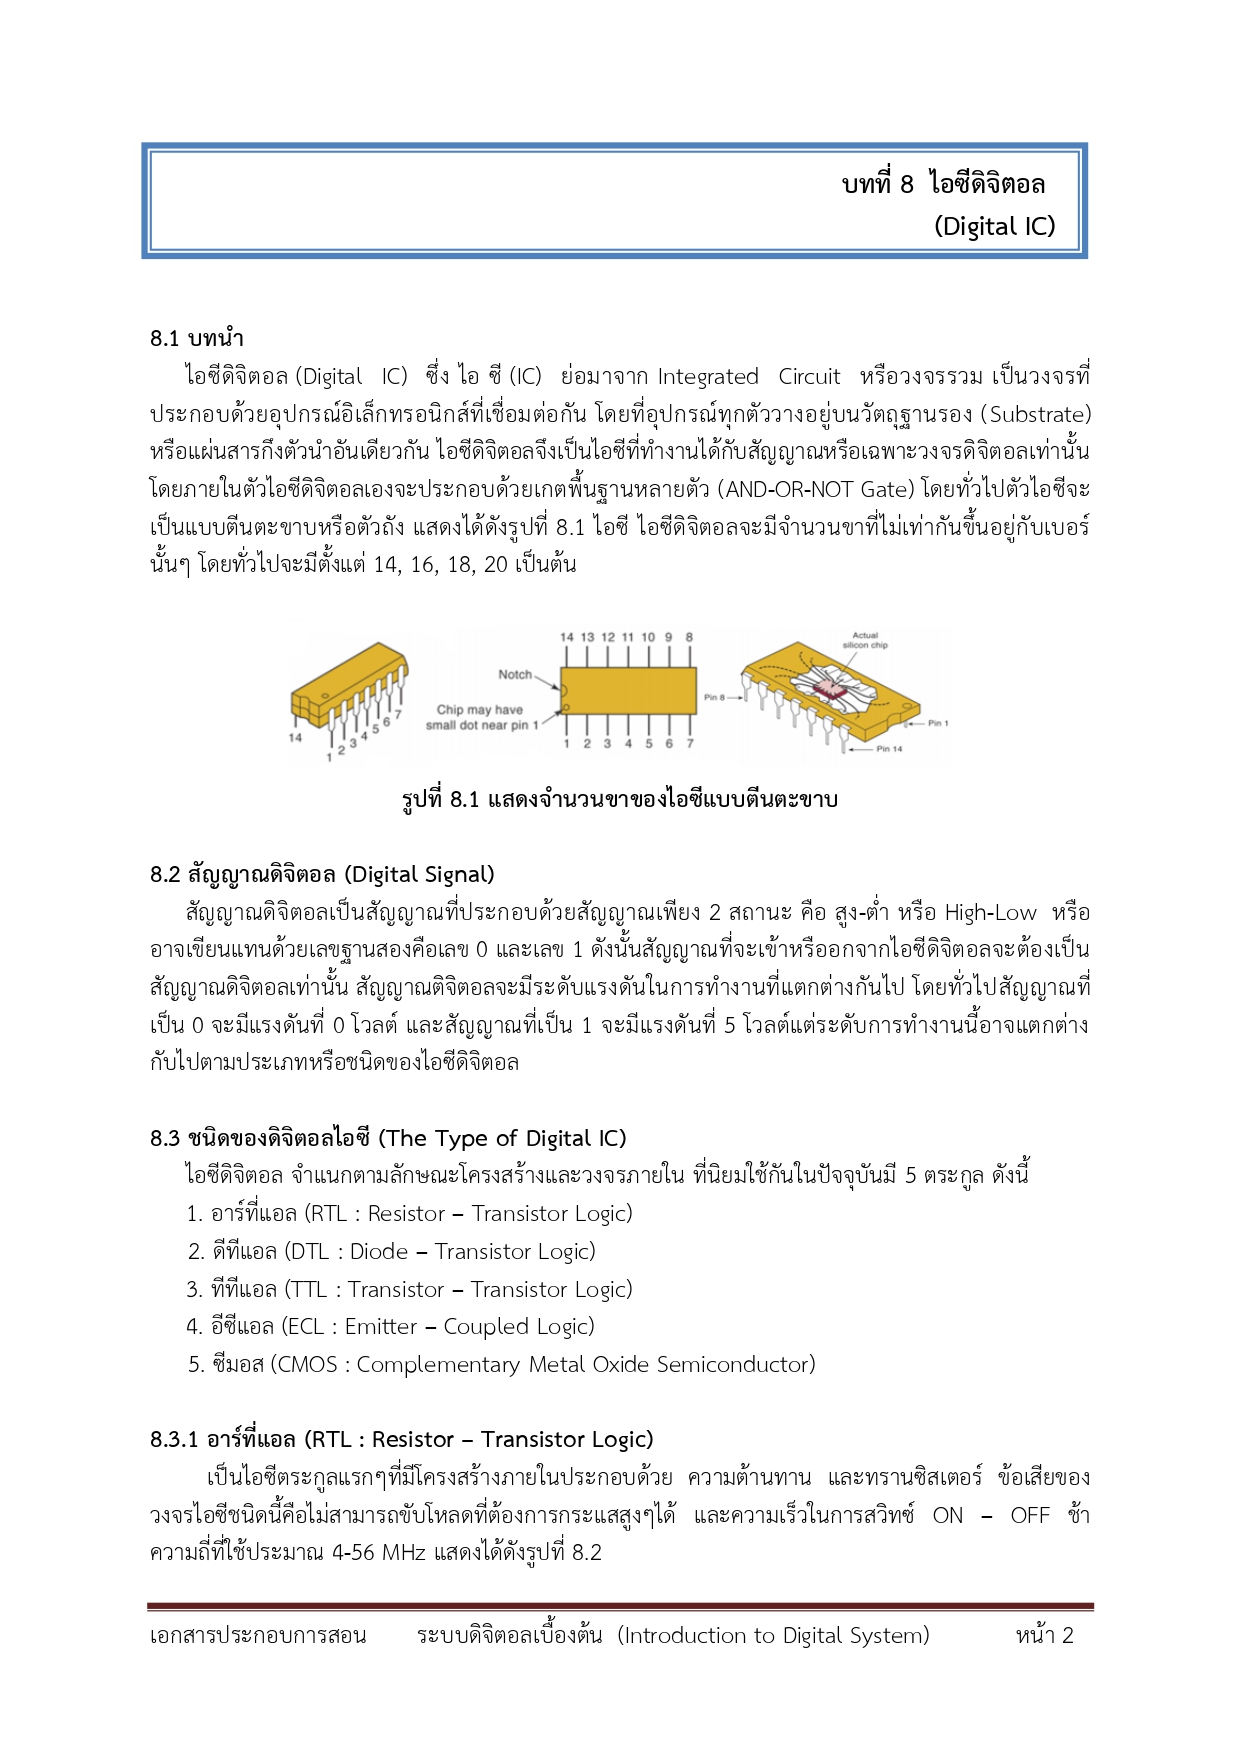 บทที่ 8 ไอซีดิจิตอล
(Digital IC)
8.1 บทนำ
ไอซีดิจิตอล (Digital IC) ซึ่ง ไอ ซี (IC) ย่อมาจาก Integrated Circuit หรือวงจรรวม เป็นวงจรที่
ประกอบด้วยอุปกรณ์อิเล็กทรอนิกส์ที่เชื่อมต่อกัน โดยที่อุปกรณ์ทุกตัววางอยู่บนวัตถุฐานรอง (Substrate)
หรือแผ่นสารกึ่งตัวนำอันเดียวกัน ไอซีดิจิตอลจึงเป็นไอซีที่ทำงานได้กับสัญญาณหรือเฉพาะวงจรดิจิตอลเท่านั้น
โดยภายในตัวไอซีดิจิตอลเองจะประกอบด้วยเกตพื้นฐานหลายตัว (AND-OR-NOT Gate) โดยทั่วไปตัวไอซีจะ
เป็นแบบตีนตะขาบหรือตัวถัง แสดงได้ดังรูปที่ 8.1 ไอซี ไอซีดิจิตอลจะมีจำนวนขาที่ไม่เท่ากันขึ้นอยู่กับเบอร์
นั้นๆ โดยทั่วไปจะมีตั้งแต่ 14, 16, 18, 20 เป็นต้น
14 1 2 3 4 5 6 7
14 13 12 11 10 9 8
Notch
Chip may have
small dot near pin 1
1 2 3 4 5 6 7
Actual
silicon chip
Pin 8
Pin 1
Pin 14
รูปที่ 8.1 แสดงจำนวนขาของไอซีแบบตีนตะขาบ
8.2 สัญญาณดิจิตอล (Digital Signal)
สัญญาณดิจิตอลเป็นสัญญาณที่ประกอบด้วยสัญญาณเพียง 2 สถานะ คือ สูง-ต่ำ หรือ High-Low หรือ
อาจเขียนแทนด้วยเลขฐานสองคือเลข 0 และเลข 1 ดังนั้นสัญญาณที่จะเข้าหรือออกจากไอซีดิจิตอลจะต้องเป็น
สัญญาณดิจิตอลเท่านั้น สัญญาณติจิตอลจะมีระดับแรงดันในการทำงานที่แตกต่างกันไป โดยทั่วไปสัญญาณที่
เป็น 0 จะมีแรงดันที่ 0 โวลต์ และสัญญาณที่เป็น 1 จะมีแรงดันที่ 5 โวลต์แต่ระดับการทำงานนี้อาจแตกต่าง
กับไปตามประเภทหรือชนิดของไอซีดิจิตอล
8.3 ชนิดของดิจิตอลไอซี (The Type of Digital IC)
ไอซีดิจิตอล จำแนกตามลักษณะโครงสร้างและวงจรภายใน ที่นิยมใช้กันในปัจจุบันมี 5 ตระกูล ดังนี้
1. อาร์ที่แอล (RTL : Resistor – Transistor Logic)
2. ดีทีแอล (DTL : Diode – Transistor Logic)
3. ทีทีแอล (TTL : Transistor – Transistor Logic)
4. อีซีแอล (ECL : Emitter – Coupled Logic)
5. ซีมอส (CMOS : Complementary Metal Oxide Semiconductor)
8.3.1 อาร์ที่แอล (RTL : Resistor – Transistor Logic)
เป็นไอซีตระกูลแรกๆที่มีโครงสร้างภายในประกอบด้วย ความต้านทาน และทรานซิสเตอร์ ข้อเสียของ
วงจรไอซีชนิดนี้คือไม่สามารถขับโหลดที่ต้องการกระแสสูงๆได้ และความเร็วในการสวิทซ์ ON – OFF ช้า
ความถี่ที่ใช้ประมาณ 4-56 MHz แสดงได้ดังรูปที่ 8.2
เอกสารประกอบการสอน ระบบดิจิตอลเบื้องต้น (Introduction to Digital System) หน้า 2